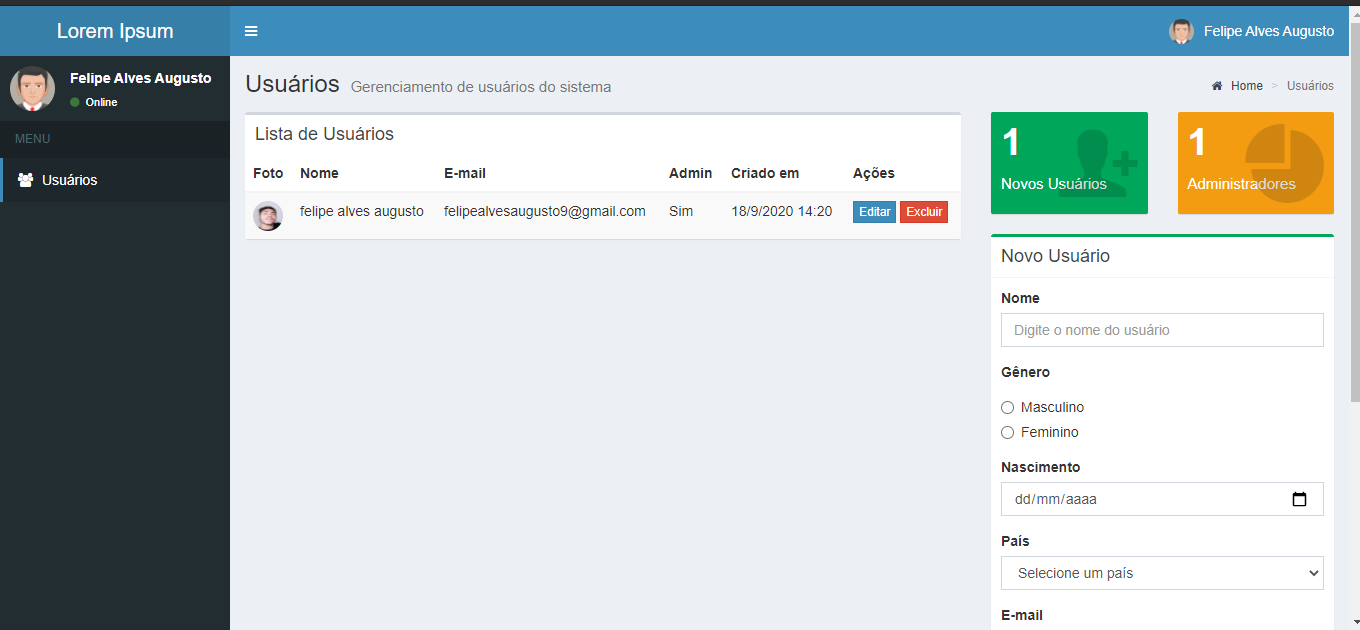 Lorem Ipsum
Felipe Alves Augusto
Felipe Alves Augusto
Online
MENU
Usuários
Usuários Gerenciamento de usuários do sistema
Home > Usuários
Lista de Usuários
Foto Nome E-mail Admin Criado em Ações
felipe alves augusto felipealvesaugusto9@gmail.com Sim 18/9/2020 14:20 Editar Excluir
1
Novos Usuários
1
Administradores
Novo Usuário
Nome
Digite o nome do usuário
Gênero
Masculino
Feminino
Nascimento
dd/mm/aaaa
País
Selecione um país
E-mail